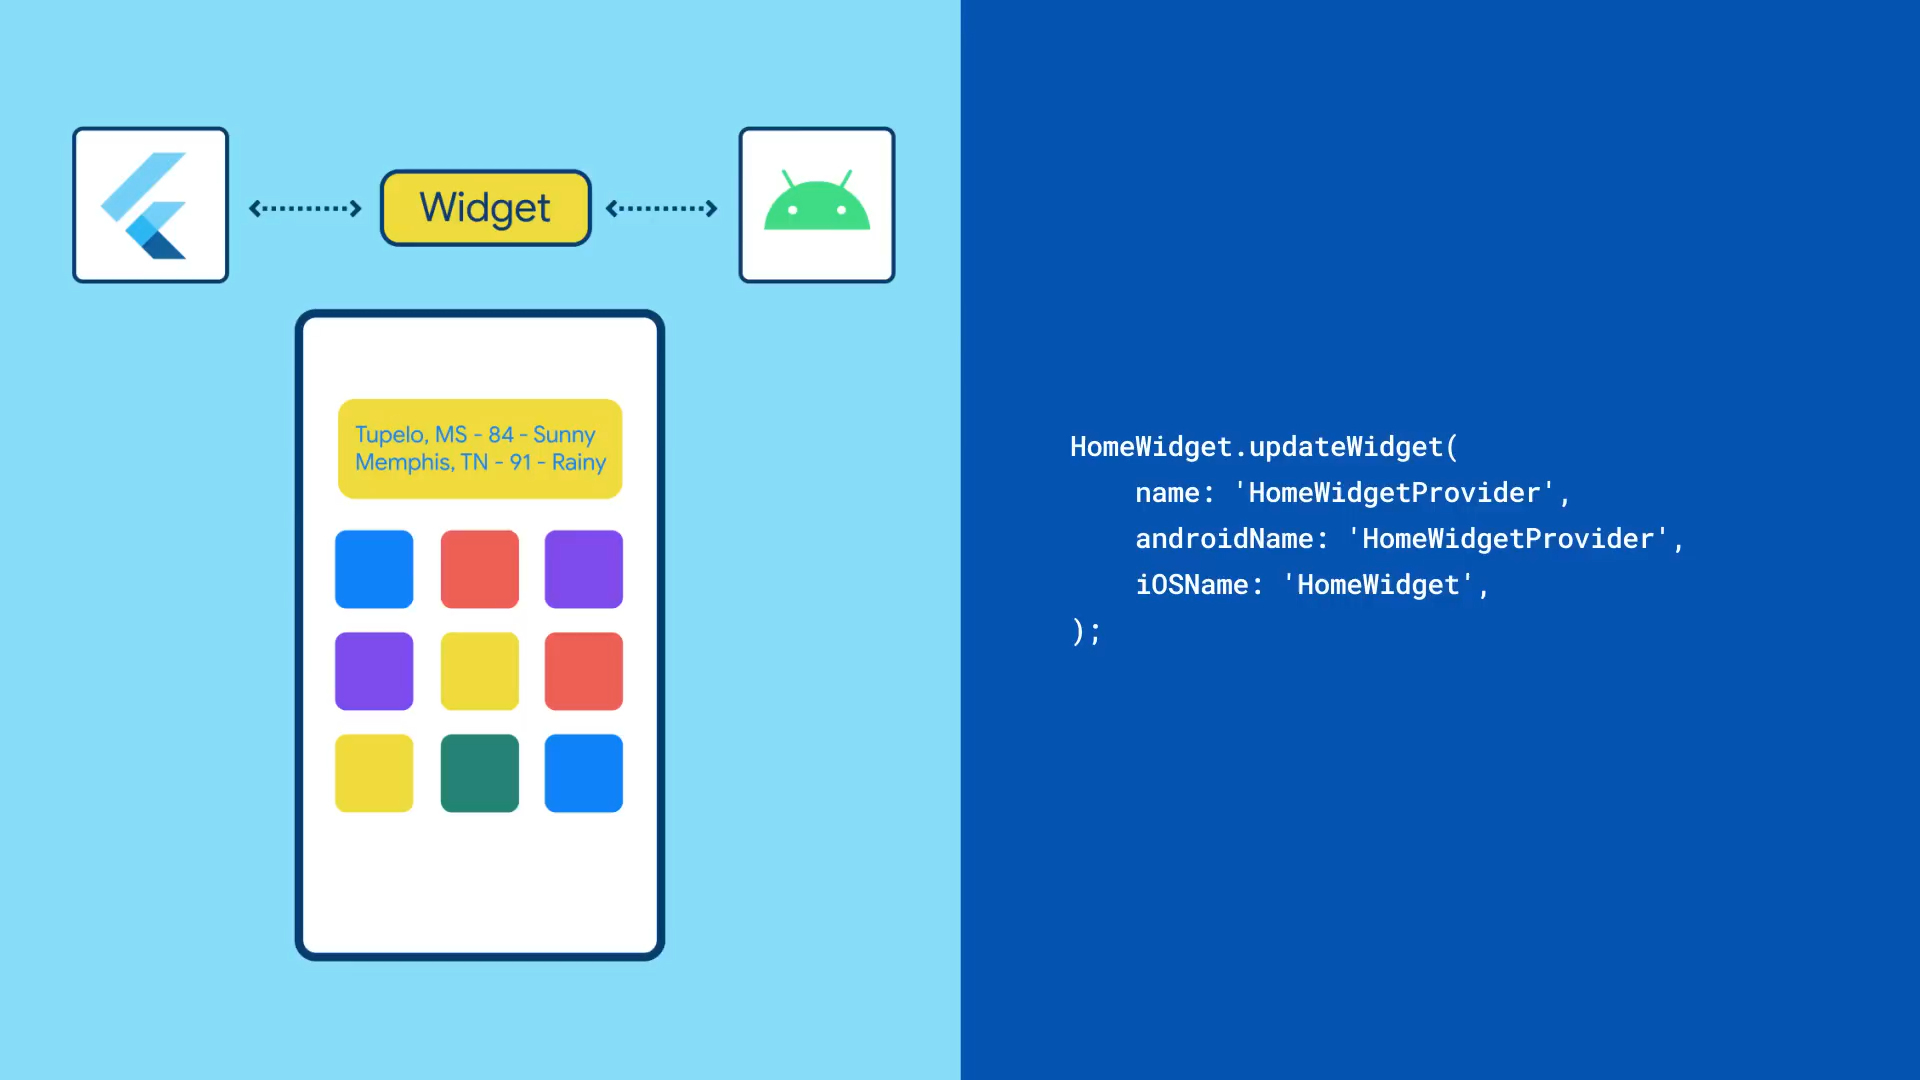 Widget
Tupelo, MS - 84 - Sunny
Memphis, TN - 91 - Rainy
HomeWidget.updateWidget(
    name: 'HomeWidgetProvider',
    androidName: 'HomeWidgetProvider',
    iOSName: 'HomeWidget',
);